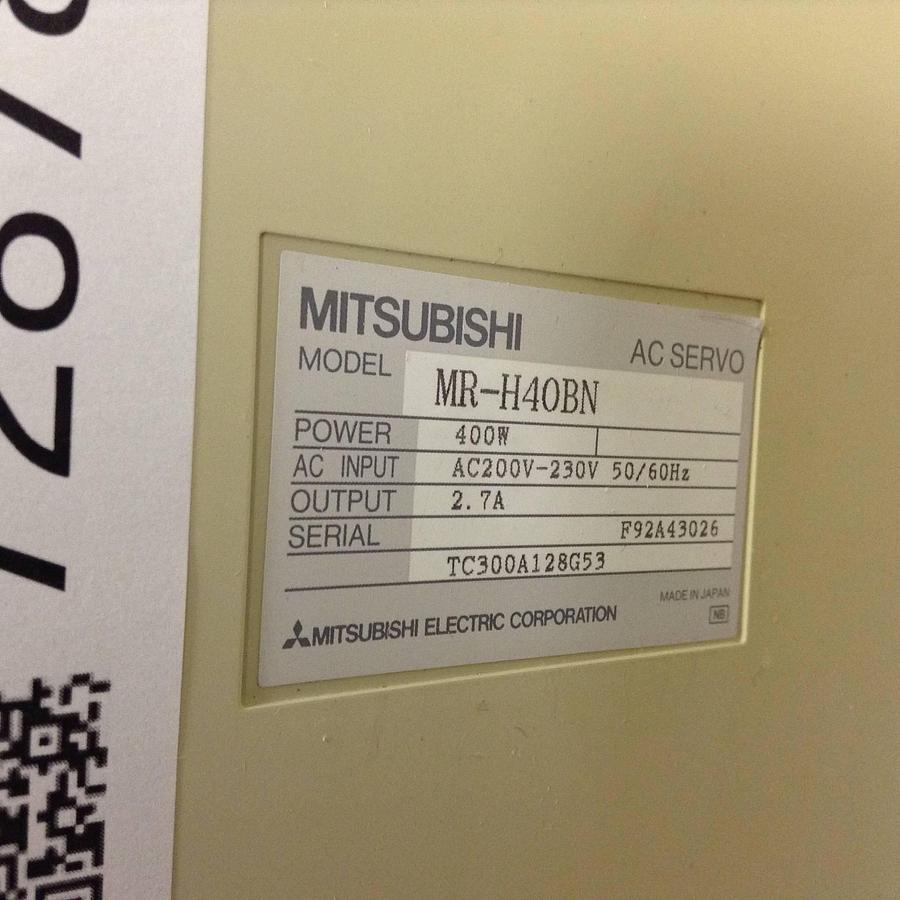 MITSUBISHI
AC SERVO
MODEL MR-H40BN
POWER 400W
AC INPUT AC200V-230V 50/60Hz
OUTPUT 2.7A
SERIAL F92A43026
TC300A128G53
MADE IN JAPAN
MITSUBISHI ELECTRIC CORPORATION
NB